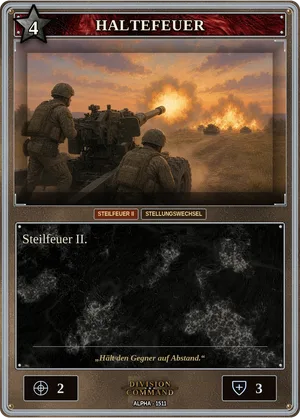 HALTEFEUER
4
STEILFEUER II STELLUNGSWECHSEL
Steilfeuer II.
„Hält den Gegner auf Abstand.“
DIVISION
COMMAND
ALPHA · 1511
2
3